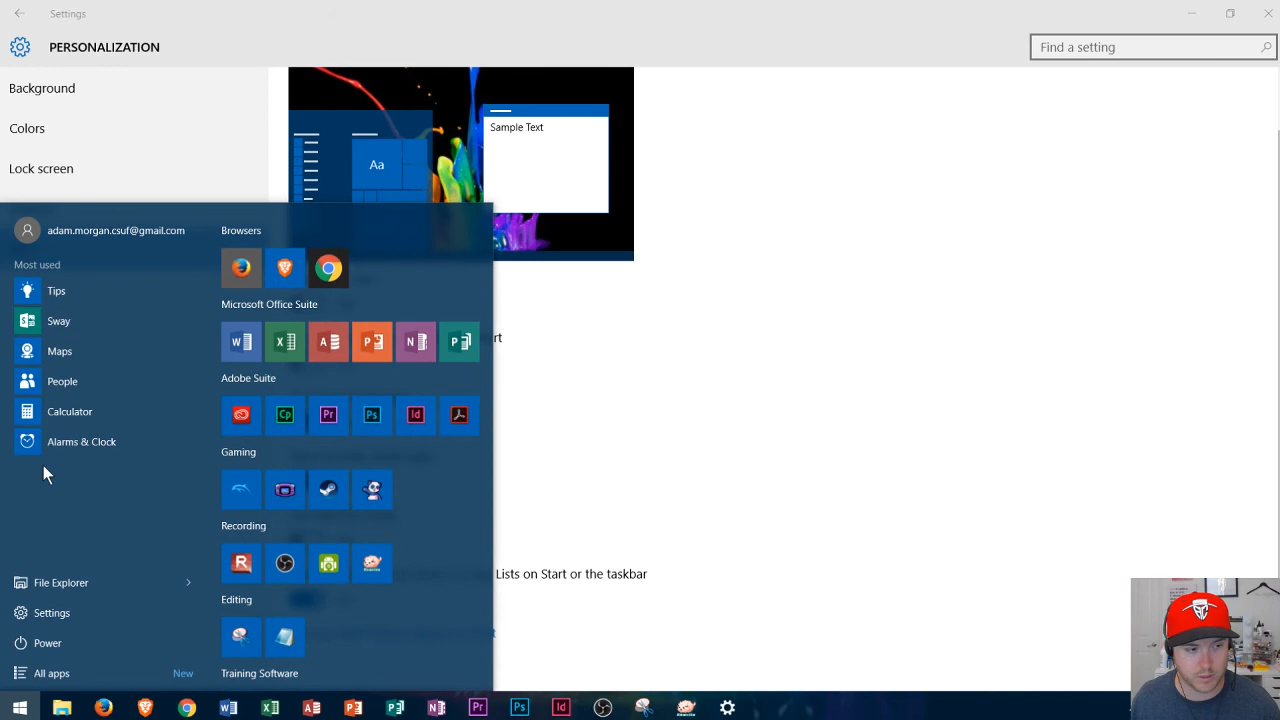 Settings
PERSONALIZATION
Find a setting
Background
Colors
Lock screen
Aa
Sample Text
adam.morgan.csuf@gmail.com
Most used
Tips
Sway
Maps
People
Calculator
Alarms & Clock
File Explorer
Settings
Power
All apps
New
Browsers
Microsoft Office Suite
Adobe Suite
Gaming
Recording
Editing
Training Software
rt
Lists on Start or the taskbar